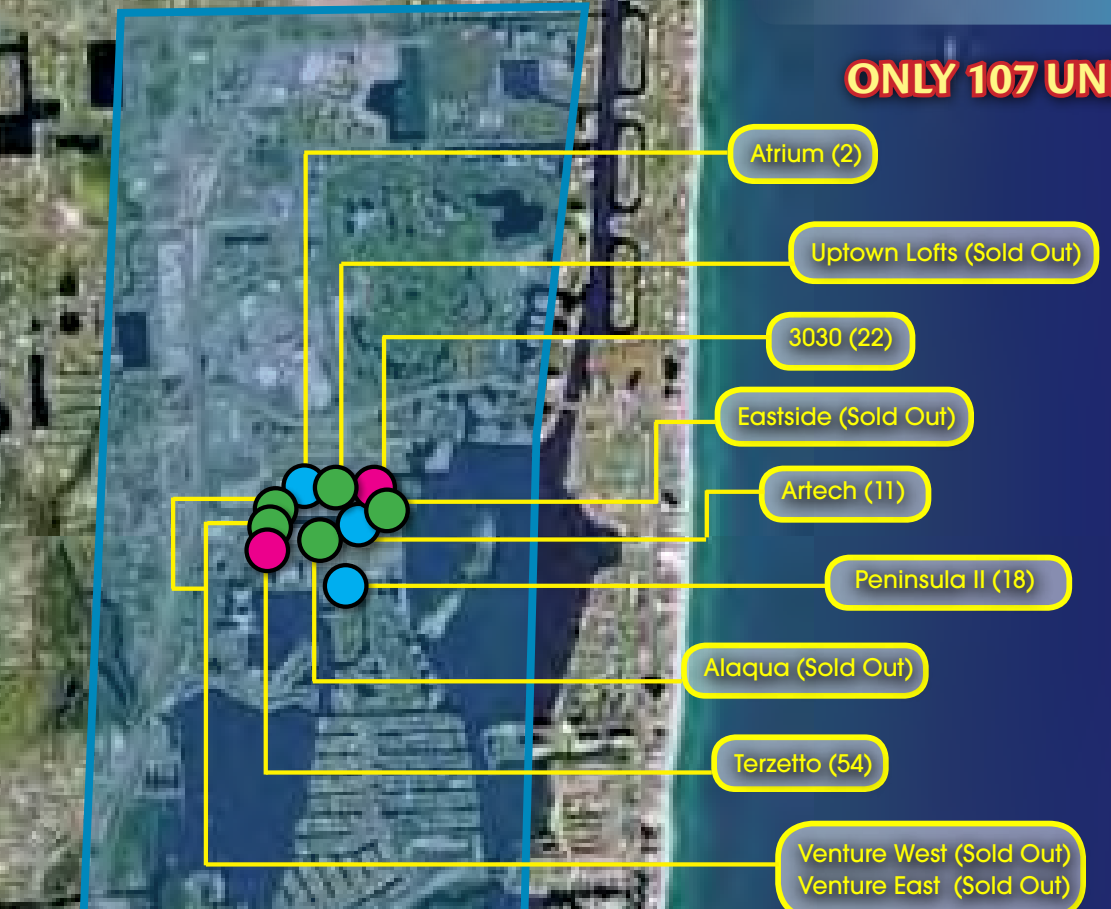 ONLY 107
Atrium (2)
Uptown Lofts (Sold Out)
3030 (22)
Eastside (Sold Out)
Artech (11)
Peninsula II (18)
Alaqua (Sold Out)
Terzetto (54)
Venture West (Sold Out)
Venture East (Sold Out)